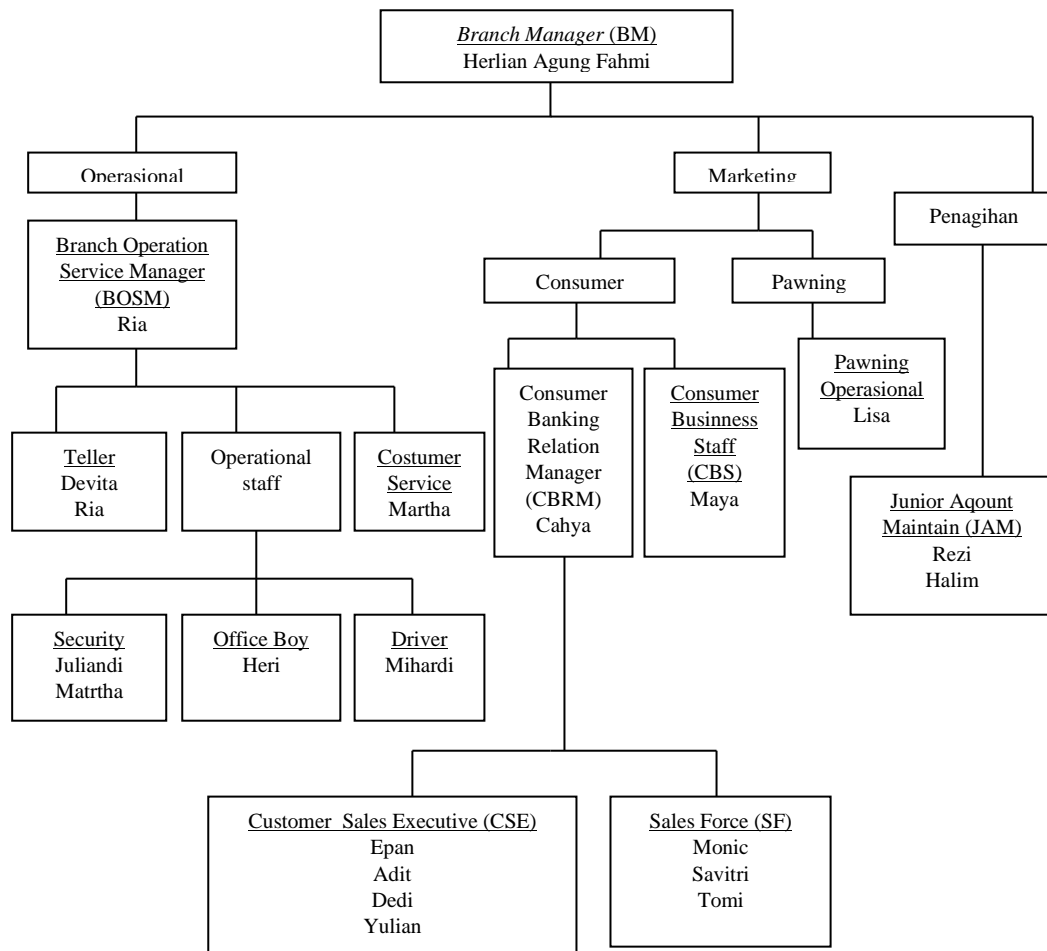 Branch Manager (BM)
Herlian Agung Fahmi
Operasional
Marketing
Penagihan
Branch Operation
Service Manager
(BOSM)
Ria
Consumer
Pawning
Consumer
Banking
Relation
Manager
(CBRM)
Cahya
Consumer
Businness
Staff
(CBS)
Maya
Pawning
Operasional
Lisa
Teller
Devita
Ria
Operational
staff
Costumer
Service
Martha
Junior Aqount
Maintain (JAM)
Rezi
Halim
Security
Juliandi
Matrtha
Office Boy
Heri
Driver
Mihardi
Customer  Sales Executive (CSE)
Epan
Adit
Dedi
Yulian
Sales Force (SF)
Monic
Savitri
Tomi